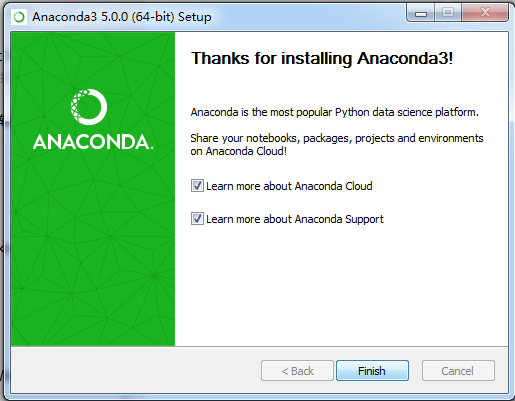 Anaconda3 5.0.0 (64-bit) Setup
Thanks for installing Anaconda3!
ANACONDA.
Anaconda is the most popular Python data science platform.
Share your notebooks, packages, projects and environments
on Anaconda Cloud!
Learn more about Anaconda Cloud
Learn more about Anaconda Support
< Back
Finish
Cancel